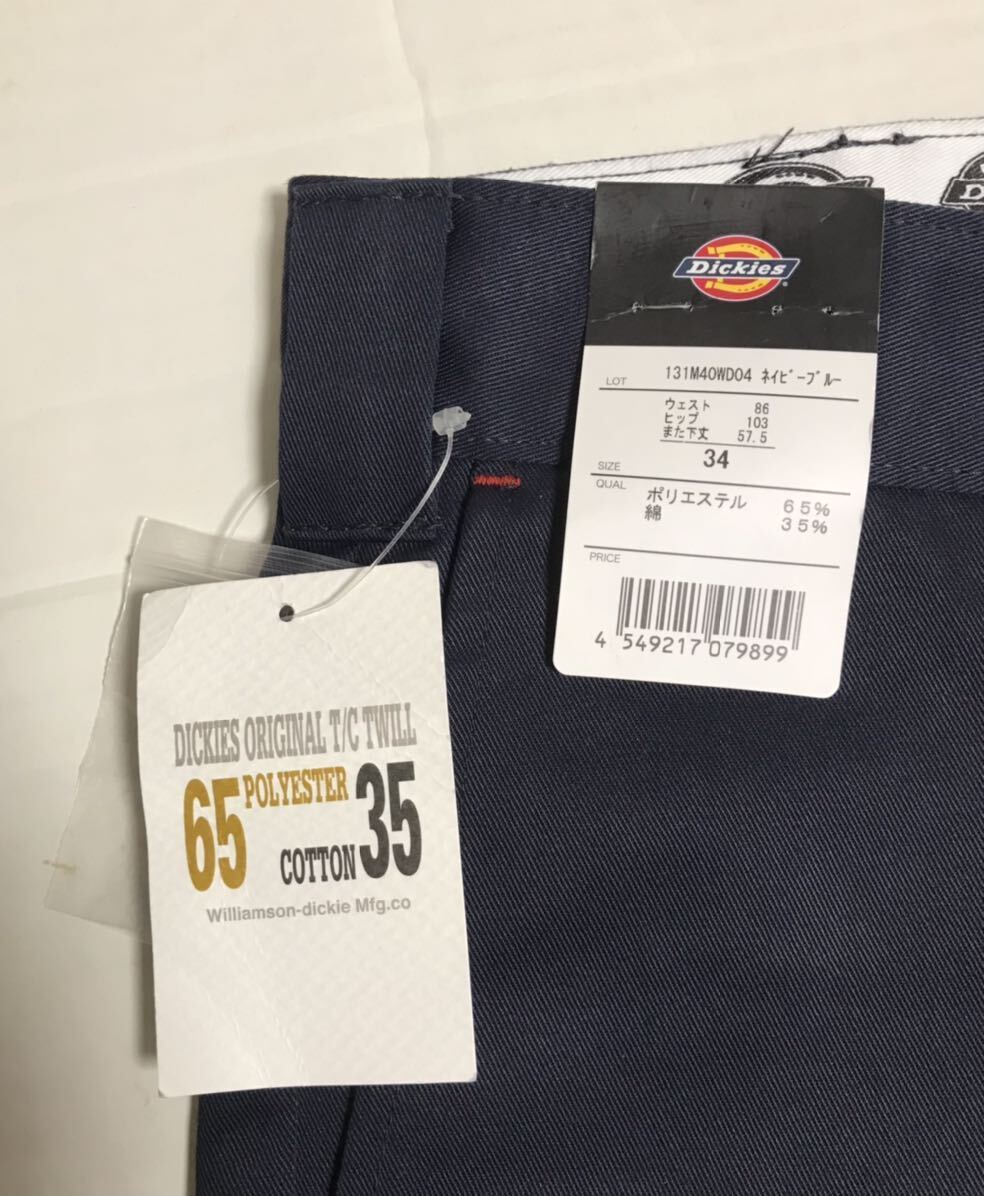 Dickies
LOT 131M40WD04 ﾈｲﾋﾞｰﾌﾞﾙｰ
ウェスト 86
ヒップ 103
また下丈 57.5
SIZE 34
QUAL ポリエステル 65%
綿 35%
PRICE
4 549217 079899
DICKIES ORIGINAL T/C TWILL
65 POLYESTER
COTTON 35
Williamson-dickie Mfg.co